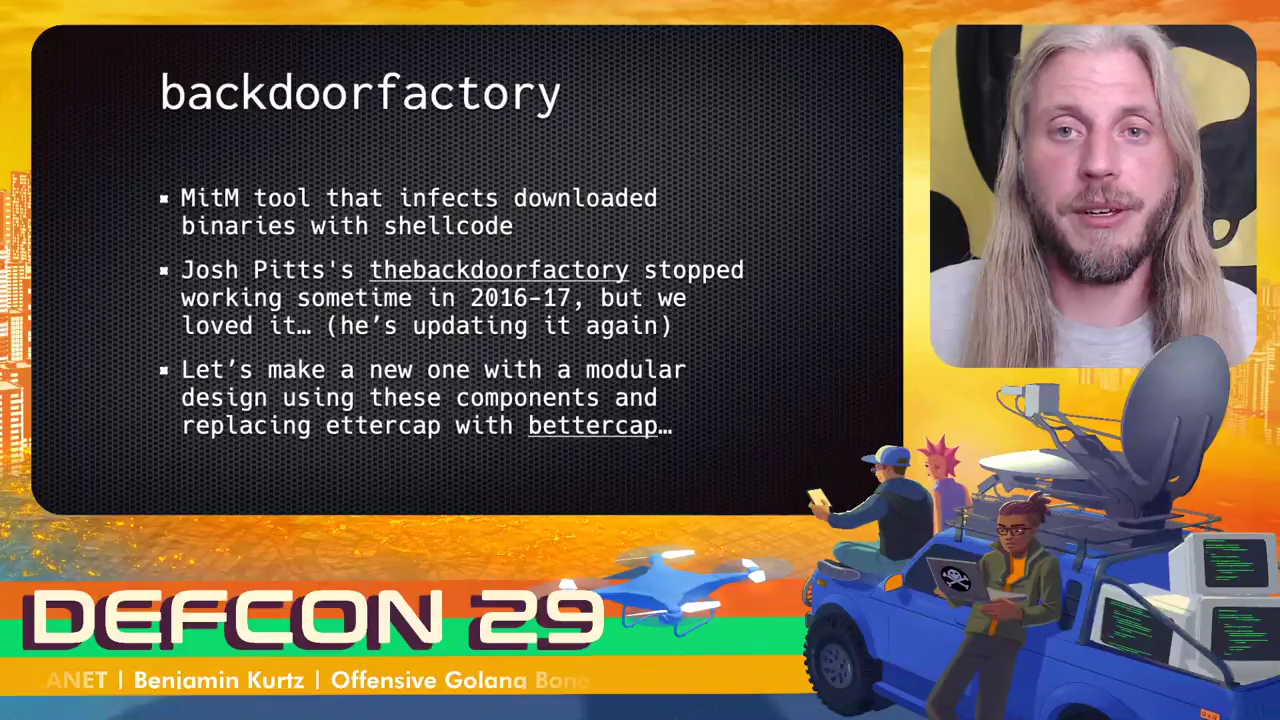 backdoorfactory
▪ MitM tool that infects downloaded
binaries with shellcode
▪ Josh Pitts's thebackdoorfactory stopped
working sometime in 2016-17, but we
loved it… (he’s updating it again)
▪ Let’s make a new one with a modular
design using these components and
replacing ettercap with bettercap…
DEFCON 29
ANET | Benjamin Kurtz | Offensive Golang Bon